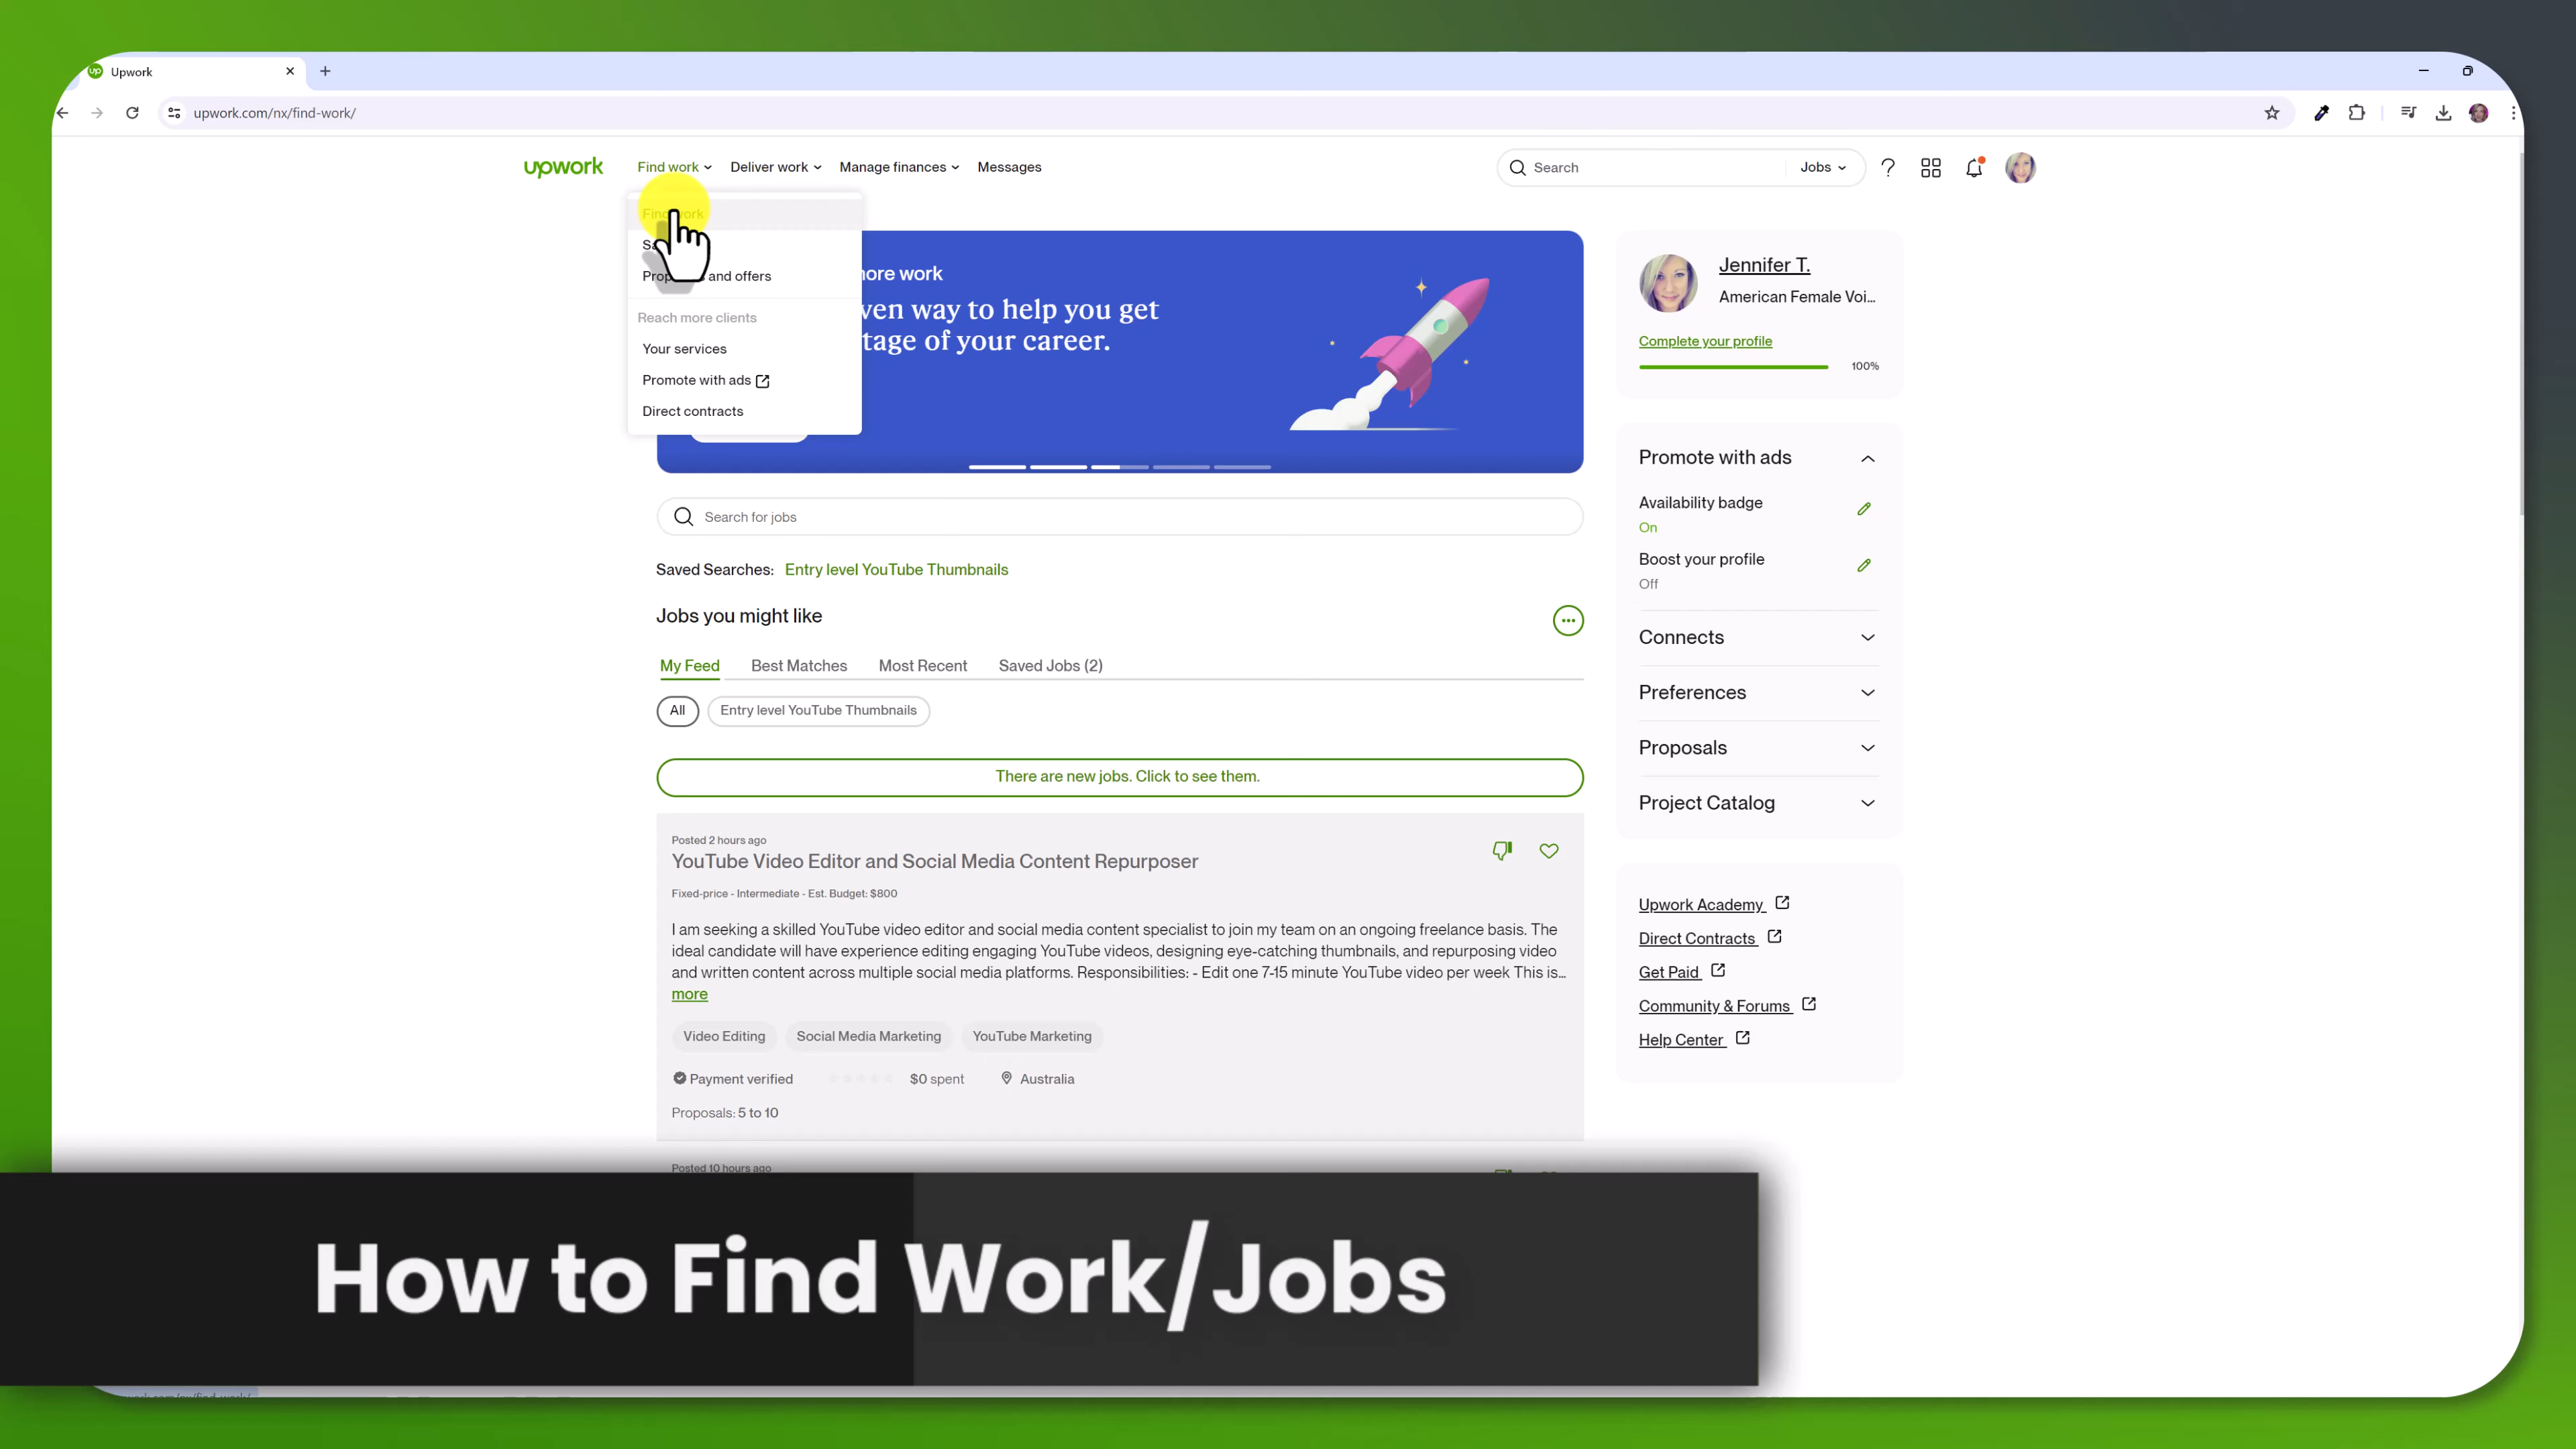 up Upwork
upwork.com/nx/find-work/
upwork Find work Deliver work Manage finances Messages Search Jobs
Find work
Proposals and offers
Reach more clients
Your services
Promote with ads
Direct contracts
more work
ven way to help you get
tage of your career.
Search for jobs
Saved Searches: Entry level YouTube Thumbnails
Jobs you might like
My Feed Best Matches Most Recent Saved Jobs (2)
All Entry level YouTube Thumbnails
There are new jobs. Click to see them.
Posted 2 hours ago
YouTube Video Editor and Social Media Content Repurposer
Fixed-price - Intermediate - Est. Budget: $800
I am seeking a skilled YouTube video editor and social media content specialist to join my team on an ongoing freelance basis. The
ideal candidate will have experience editing engaging YouTube videos, designing eye-catching thumbnails, and repurposing video
and written content across multiple social media platforms. Responsibilities: - Edit one 7-15 minute YouTube video per week This is...
more
Video Editing Social Media Marketing YouTube Marketing
Payment verified $0 spent Australia
Proposals: 5 to 10
Posted 10 hours ago
Jennifer T.
American Female Voi...
Complete your profile
100%
Promote with ads
Availability badge
On
Boost your profile
Off
Connects
Preferences
Proposals
Project Catalog
Upwork Academy
Direct Contracts
Get Paid
Community & Forums
Help Center
How to Find Work/Jobs